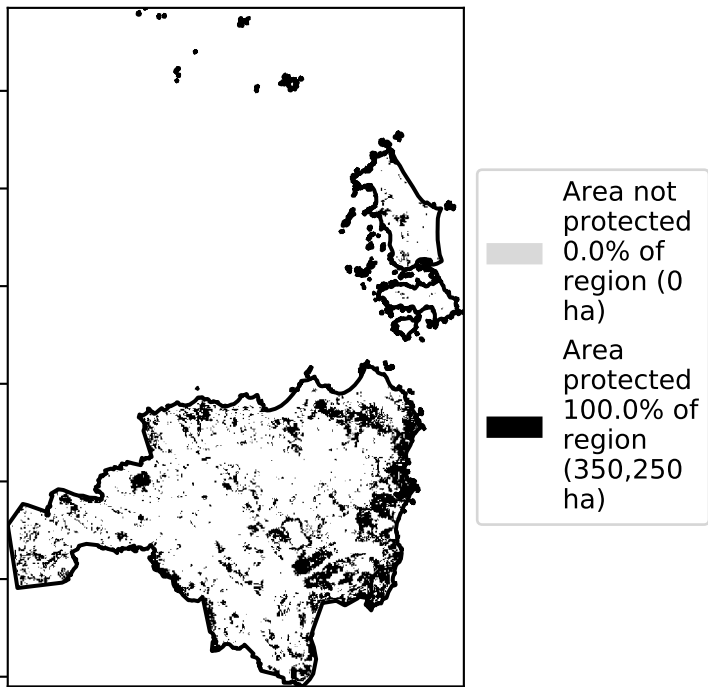 Area not
protected
0.0% of
region (0
ha)
Area
protected
100.0% of
region
(350,250
ha)